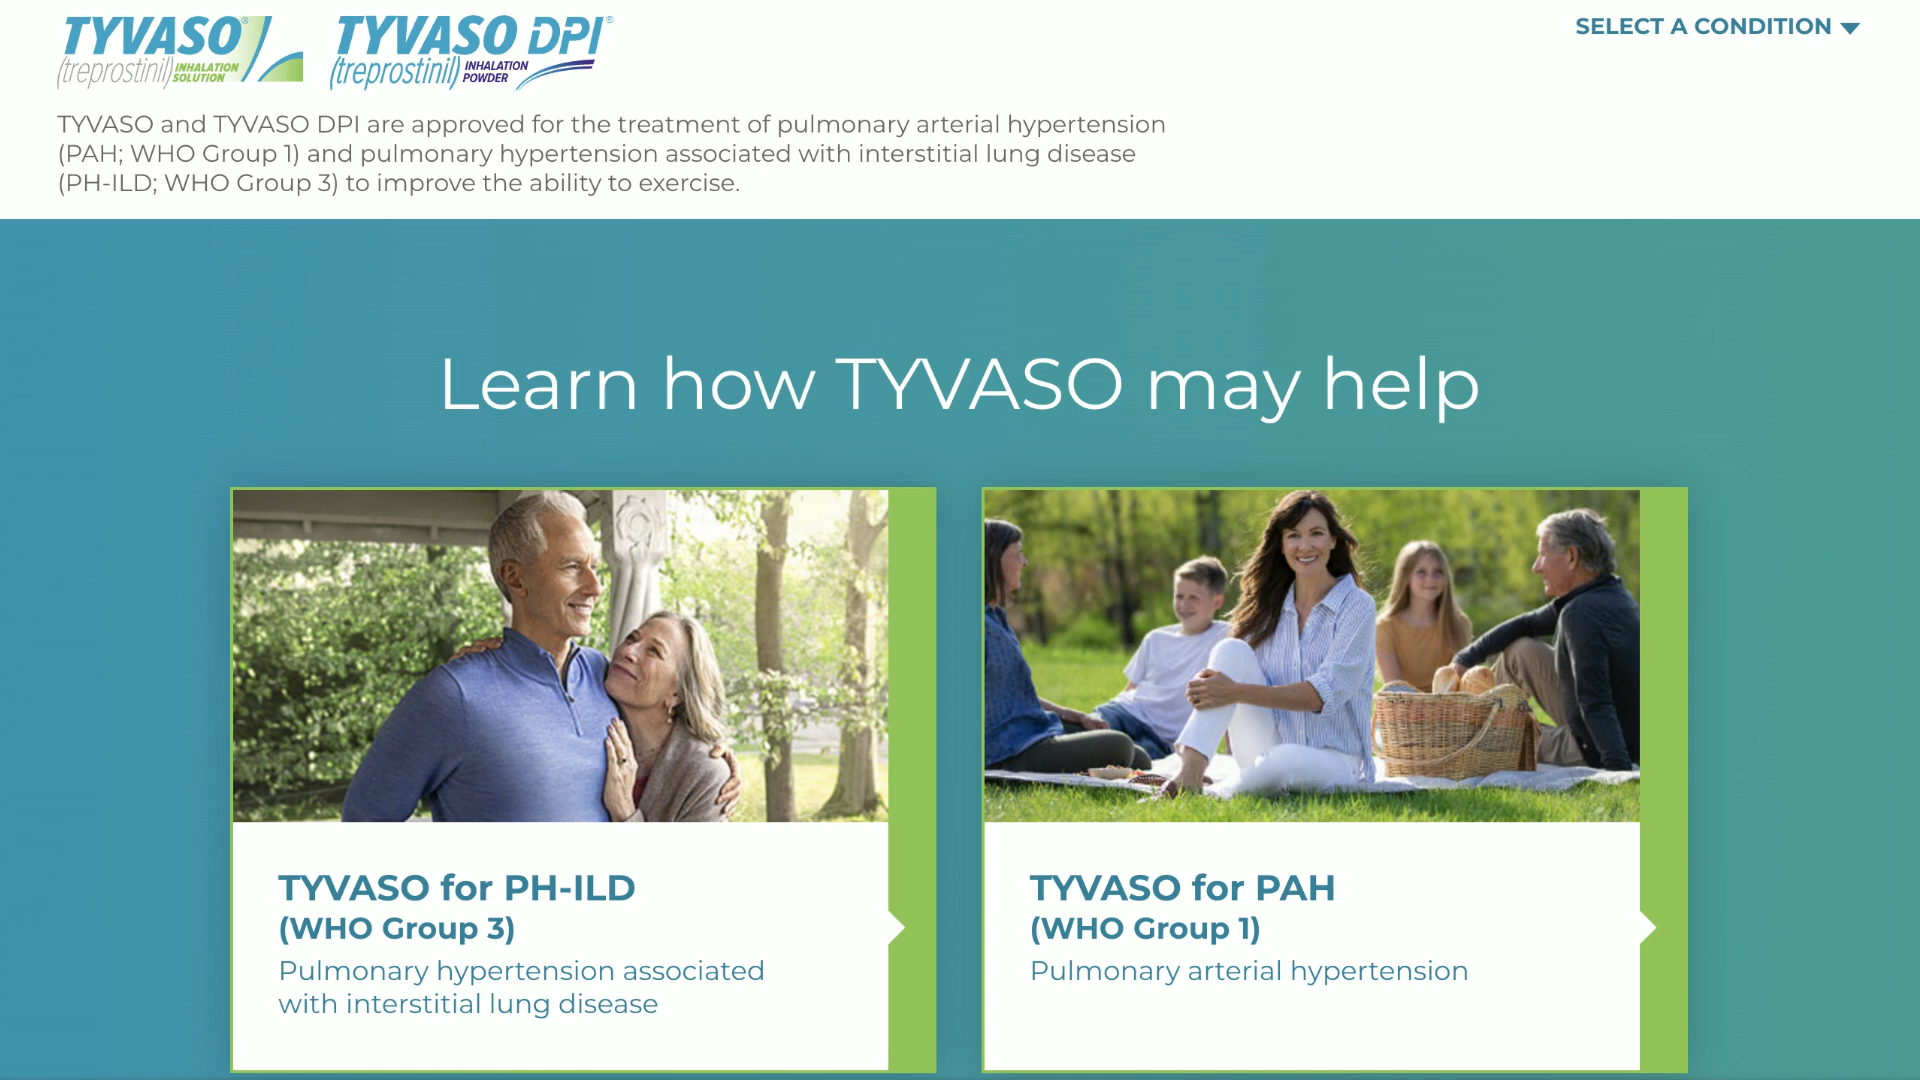 TYVASO®
(treprostinil) INHALATION SOLUTION
TYVASO DPI®
(treprostinil) INHALATION POWDER
SELECT A CONDITION
TYVASO and TYVASO DPI are approved for the treatment of pulmonary arterial hypertension
(PAH; WHO Group 1) and pulmonary hypertension associated with interstitial lung disease
(PH-ILD; WHO Group 3) to improve the ability to exercise.
Learn how TYVASO may help
TYVASO for PH-ILD
(WHO Group 3)
Pulmonary hypertension associated
with interstitial lung disease
TYVASO for PAH
(WHO Group 1)
Pulmonary arterial hypertension